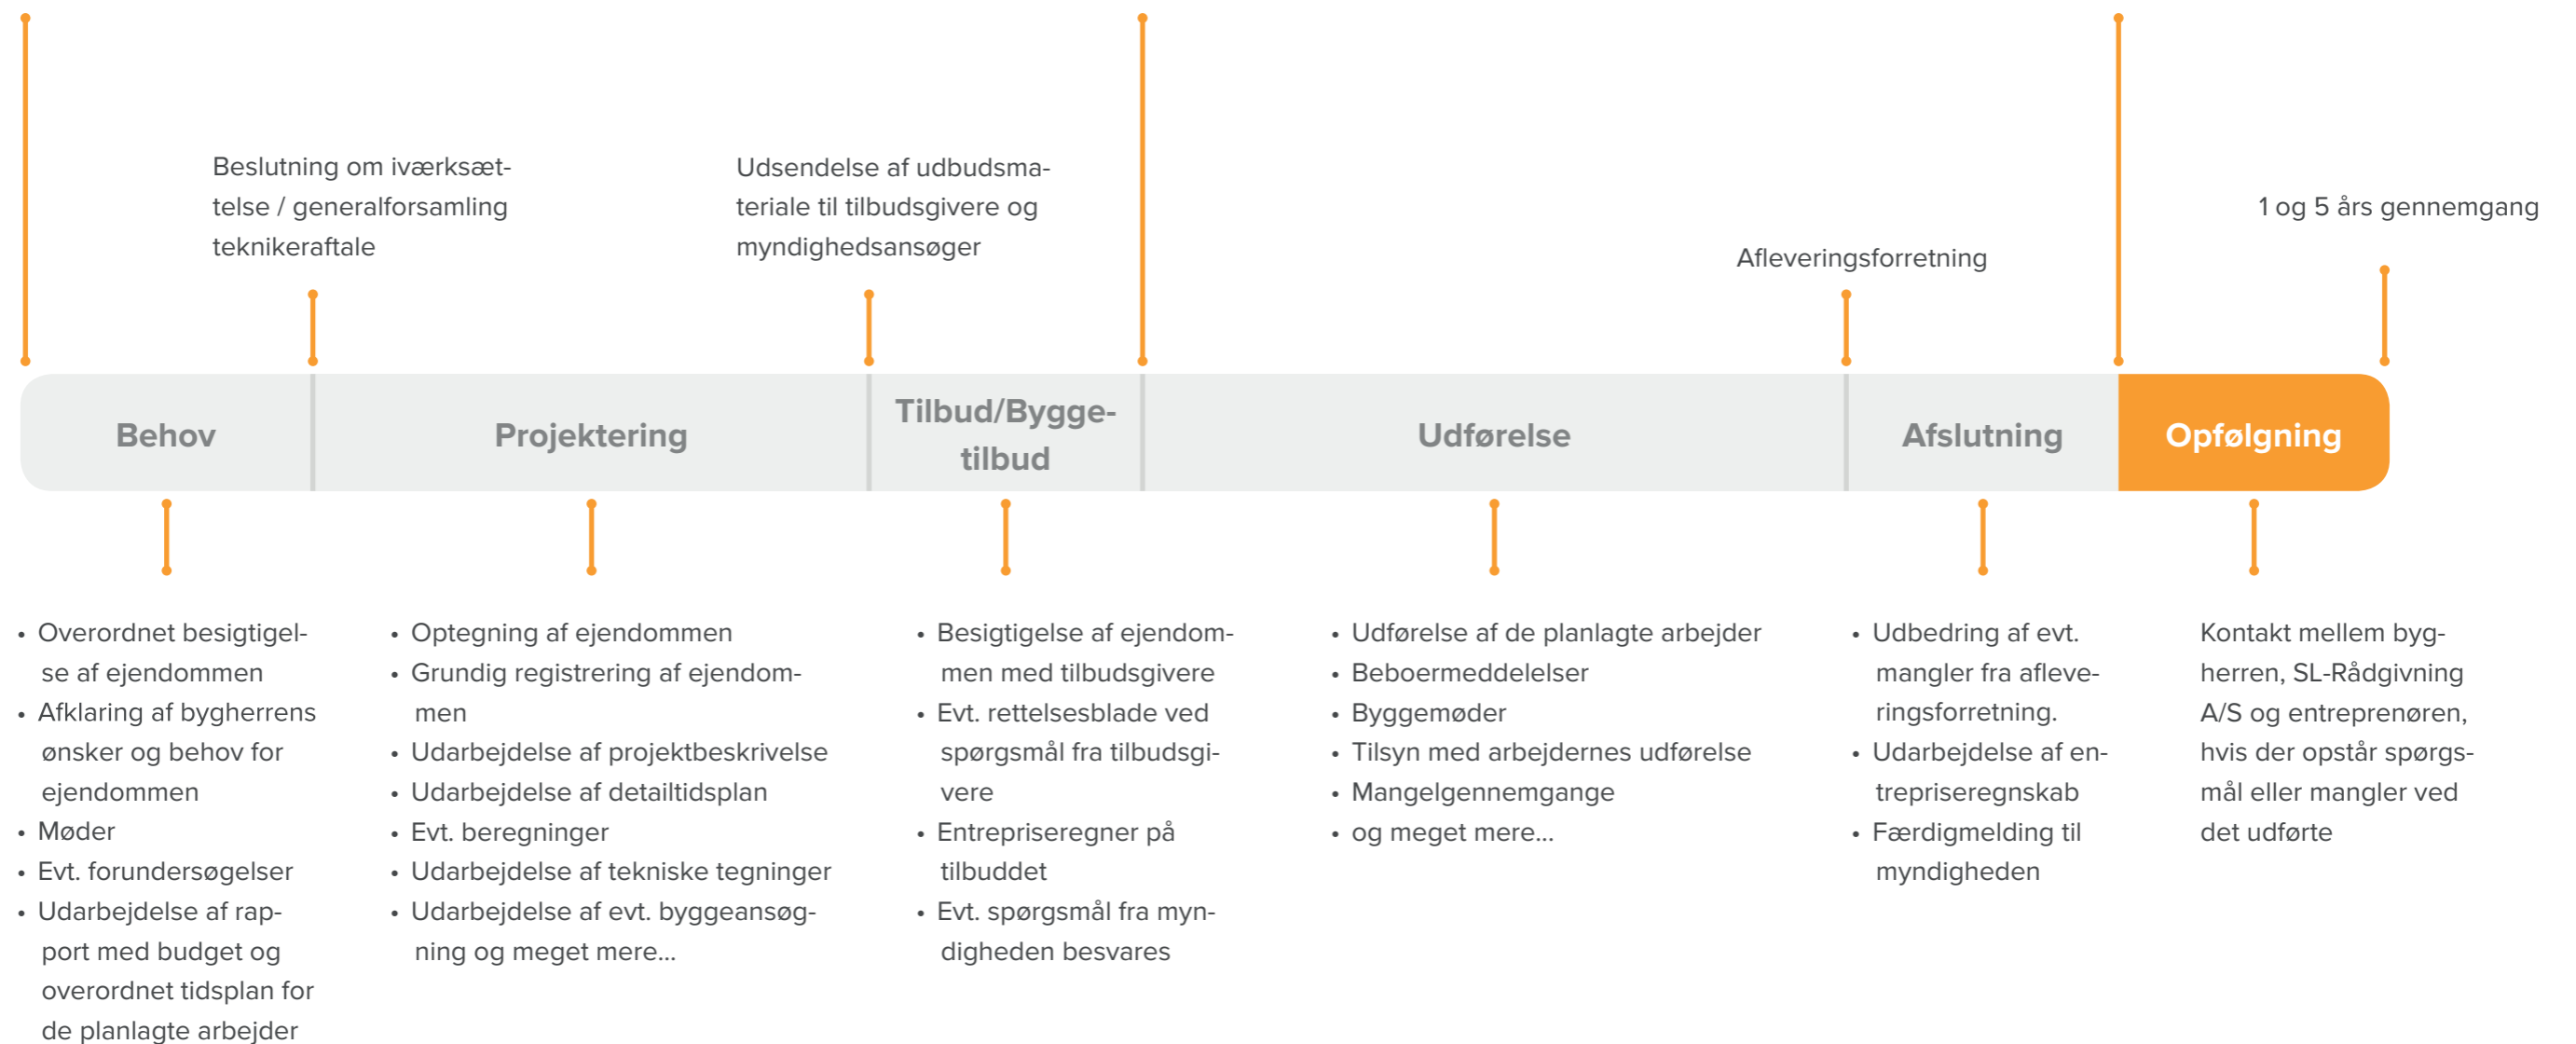 Beslutning om iværksæt-
telse / generalforsamling
teknikeraftale
Udsendelse af udbudsma-
teriale til tilbudsgivere og
myndighedsansøger
Afleveringsforretning
1 og 5 års gennemgang
Behov
Projektering
Tilbud/Bygge-
tilbud
Udførelse
Afslutning
Opfølgning
• Overordnet besigtigel-
se af ejendommen
• Afklaring af bygherrens
ønsker og behov for
ejendommen
• Møder
• Evt. forundersøgelser
• Udarbejdelse af rap-
port med budget og
overordnet tidsplan for
de planlagte arbejder
• Optegning af ejendommen
• Grundig registrering af ejendom-
men
• Udarbejdelse af projektbeskrivelse
• Udarbejdelse af detailtidsplan
• Evt. beregninger
• Udarbejdelse af tekniske tegninger
• Udarbejdelse af evt. byggeansøg-
ning og meget mere...
• Besigtigelse af ejendom-
men med tilbudsgivere
• Evt. rettelsesblade ved
spørgsmål fra tilbudsgi-
vere
• Entrepriseregner på
tilbuddet
• Evt. spørgsmål fra myn-
digheden besvares
• Udførelse af de planlagte arbejder
• Beboermeddelelser
• Byggemøder
• Tilsyn med arbejdernes udførelse
• Mangelgennemgange
• og meget mere...
• Udbedring af evt.
mangler fra afleve-
ringsforretning.
• Udarbejdelse af en-
trepriseregnskab
• Færdigmelding til
myndigheden
Kontakt mellem byg-
herren, SL-Rådgivning
A/S og entreprenøren,
hvis der opstår spørgs-
mål eller mangler ved
det udførte